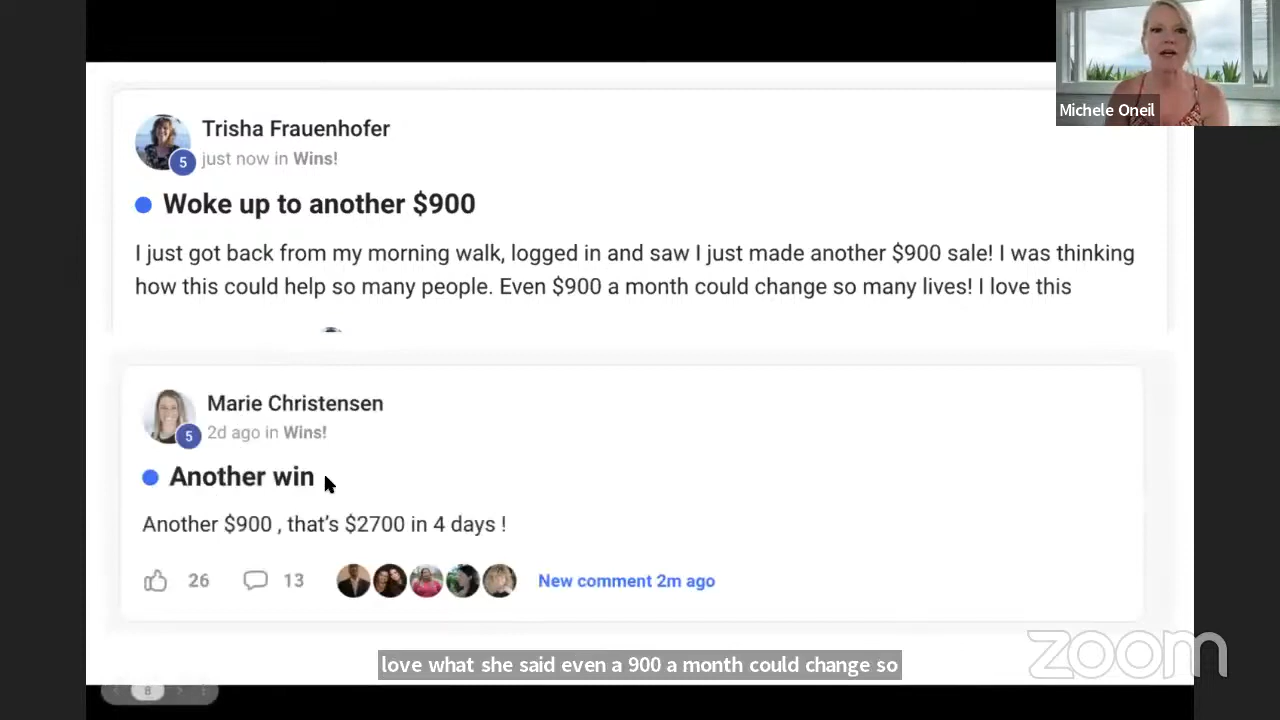 Michele Oneil
Trisha Frauenhofer
5
just now in Wins!
Woke up to another $900
I just got back from my morning walk, logged in and saw I just made another $900 sale! I was thinking
how this could help so many people. Even $900 a month could change so many lives! I love this
Marie Christensen
5
2d ago in Wins!
Another win
Another $900 , that’s $2700 in 4 days !
26 13 New comment 2m ago
love what she said even a 900 a month could change so
zoom
8